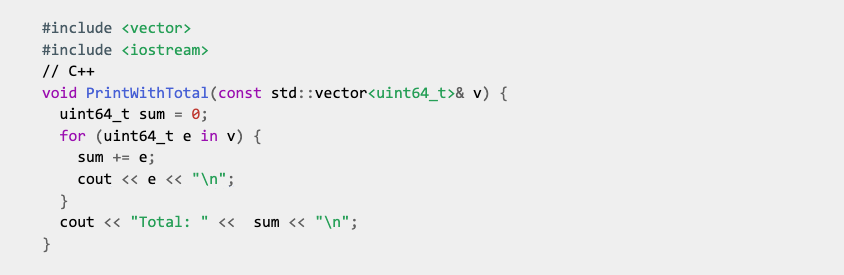 #include <vector>
#include <iostream>
// C++
void PrintWithTotal(const std::vector<uint64_t>& v) {
  uint64_t sum = 0;
  for (uint64_t e in v) {
    sum += e;
    cout << e << "\n";
  }
  cout << "Total: " <<  sum << "\n";
}